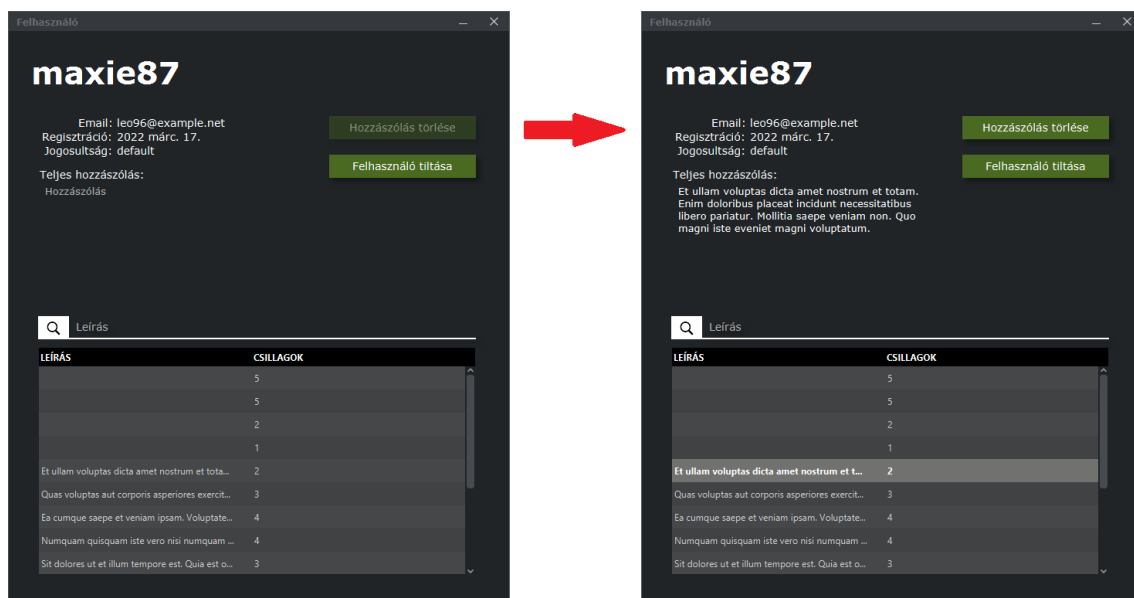 Felhasználó
maxie87
Email: leo96@example.net
Regisztráció: 2022 márc. 17.
Jogosultság: default
Hozzászólás törlése
Felhasználó tiltása
Teljes hozzászólás:
Hozzászólás
Leírás
LEÍRÁS CSILLAGOK
5
5
2
1
Et ullam voluptas dicta amet nostrum et tota... 2
Quas voluptas aut corporis asperiores exercit... 3
Ea cumque saepe et veniam ipsam. Voluptate... 4
Numquam quisquam iste vero nisi numquam ... 4
Sit dolores ut et illum tempore est. Quia est o... 3
Felhasználó
maxie87
Email: leo96@example.net
Regisztráció: 2022 márc. 17.
Jogosultság: default
Hozzászólás törlése
Felhasználó tiltása
Teljes hozzászólás:
Et ullam voluptas dicta amet nostrum et totam.
Enim doloribus placeat incidunt necessitatibus
libero pariatur. Mollitia saepe veniam non. Quo
magni iste eveniet magni voluptatum.
Leírás
LEÍRÁS CSILLAGOK
5
5
2
1
Et ullam voluptas dicta amet nostrum et t... 2
Quas voluptas aut corporis asperiores exercit... 3
Ea cumque saepe et veniam ipsam. Voluptate... 4
Numquam quisquam iste vero nisi numquam ... 4
Sit dolores ut et illum tempore est. Quia est o... 3